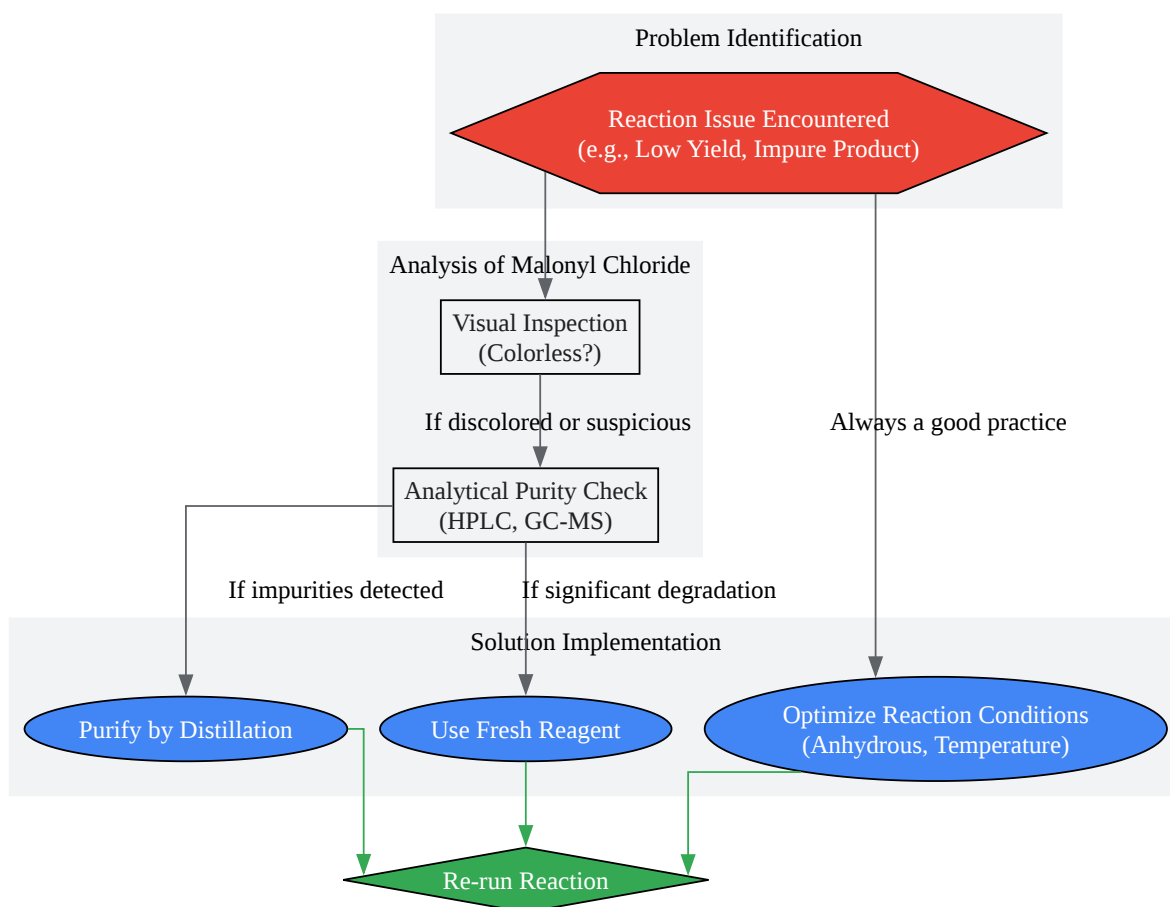 Problem Identification
Reaction Issue Encountered
(e.g., Low Yield, Impure Product)
Analysis of Malonyl Chloride
Visual Inspection
(Colorless?)
If discolored or suspicious
Always a good practice
Analytical Purity Check
(HPLC, GC-MS)
If impurities detected
If significant degradation
Solution Implementation
Purify by Distillation
Use Fresh Reagent
Optimize Reaction Conditions
(Anhydrous, Temperature)
Re-run Reaction